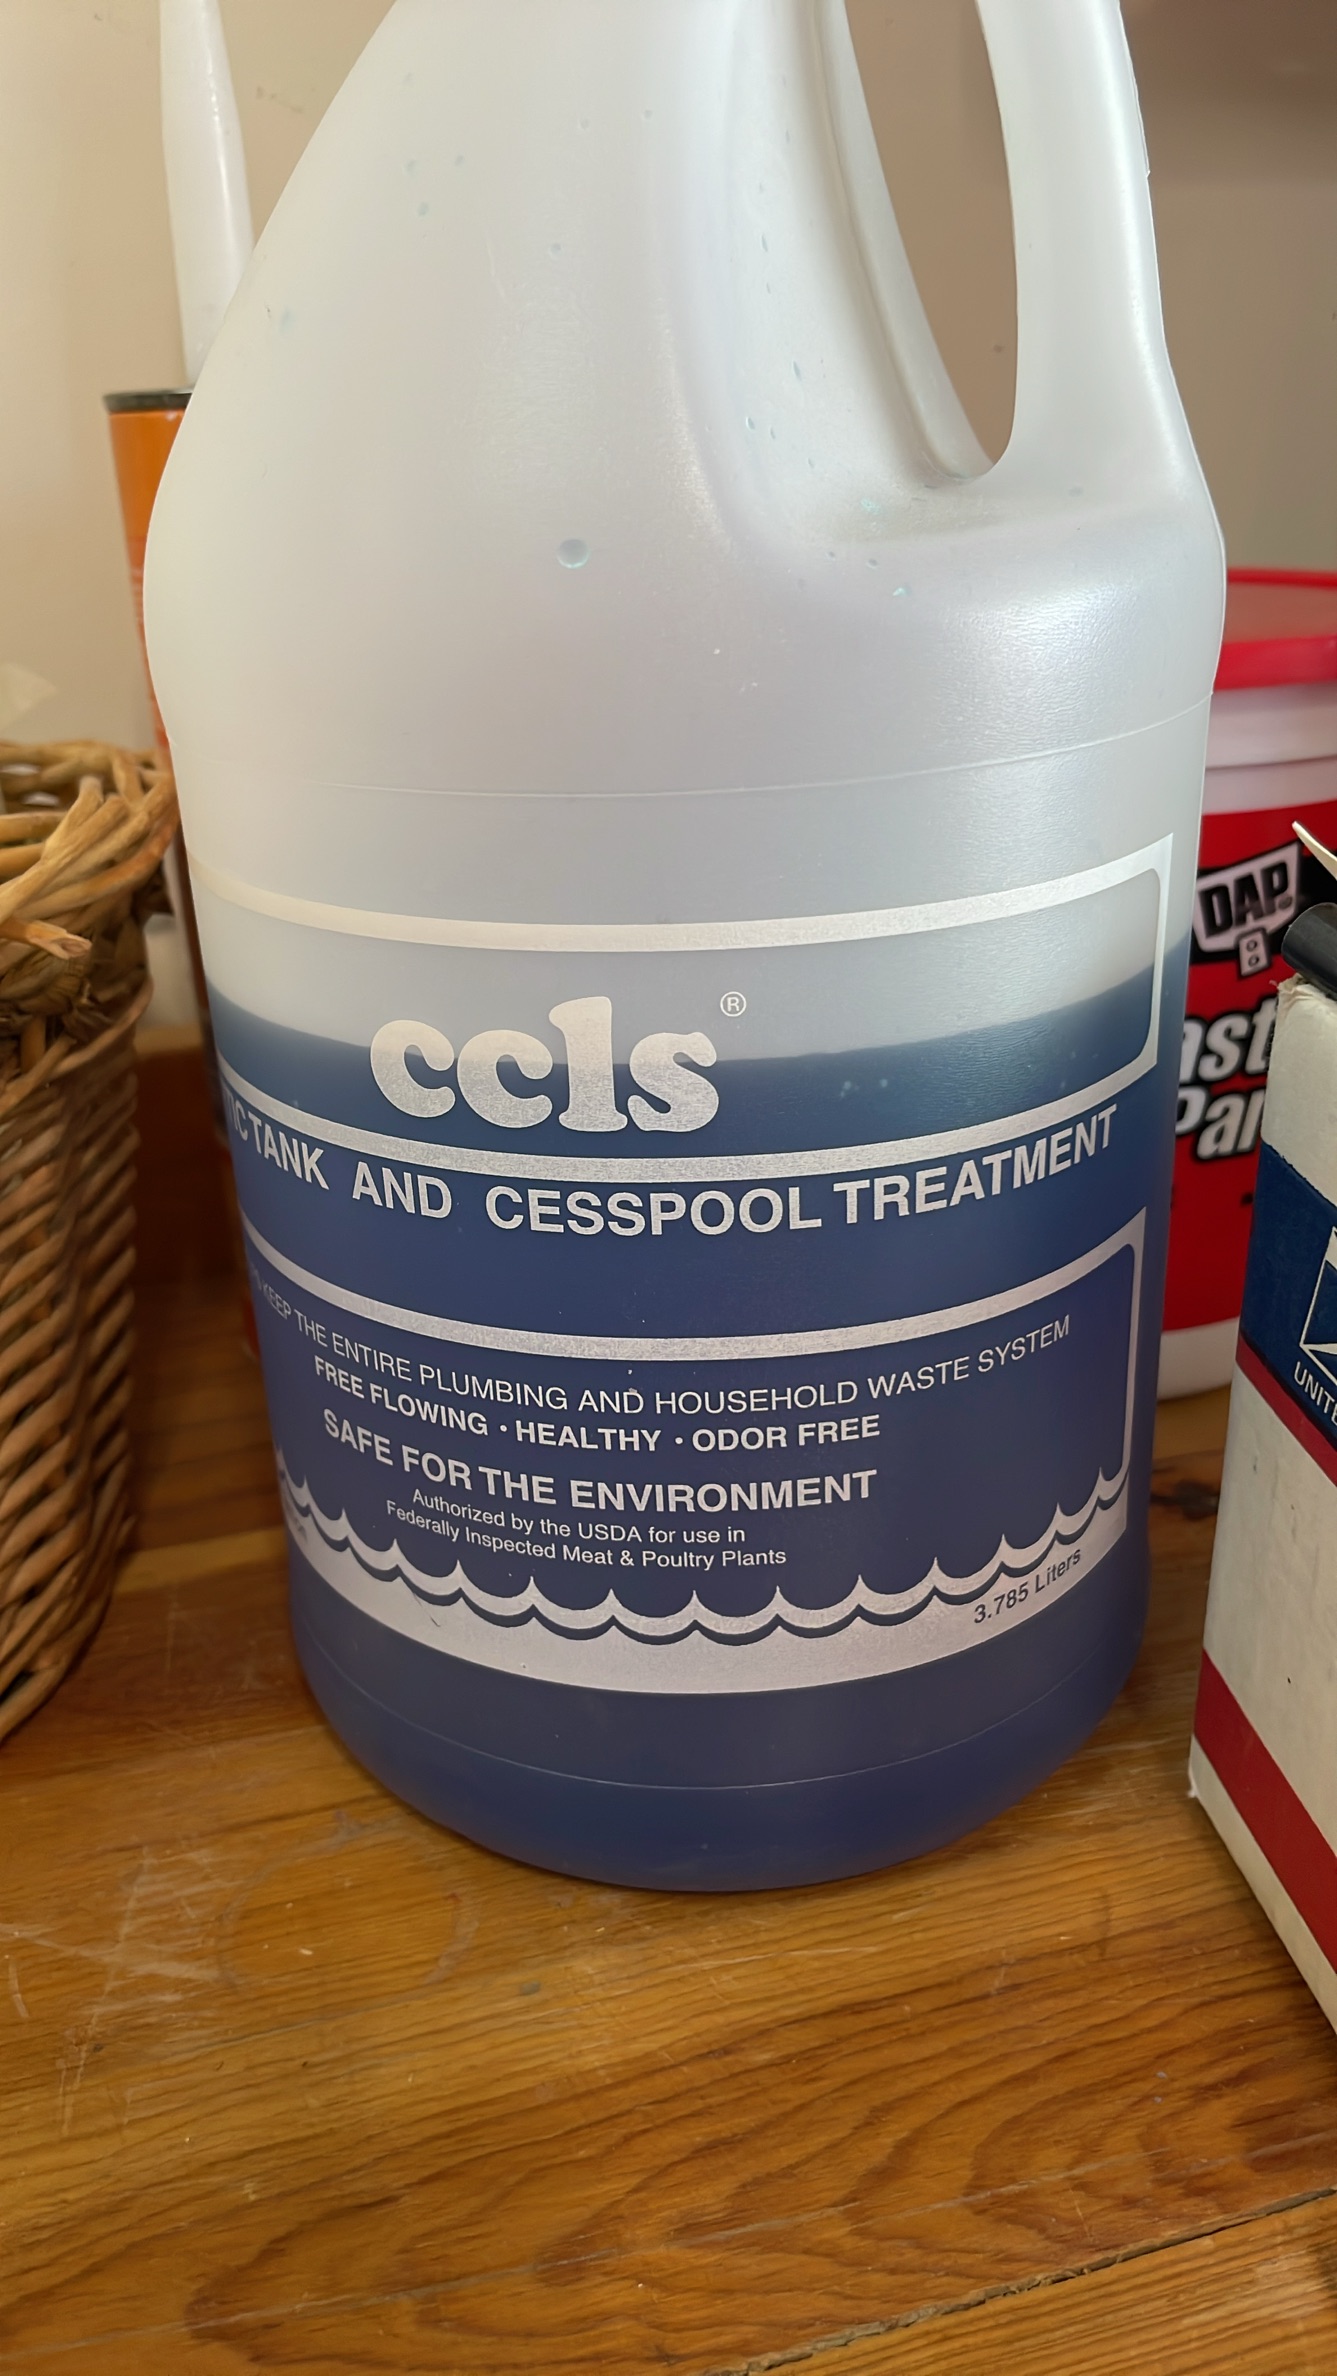 ccls®
TANK AND CESSPOOL TREATMENT
KEEP THE ENTIRE PLUMBING AND HOUSEHOLD WASTE SYSTEM
FREE FLOWING • HEALTHY • ODOR FREE
SAFE FOR THE ENVIRONMENT
Authorized by the USDA for use in
Federally Inspected Meat & Poultry Plants
3.785 Liters
DAP®